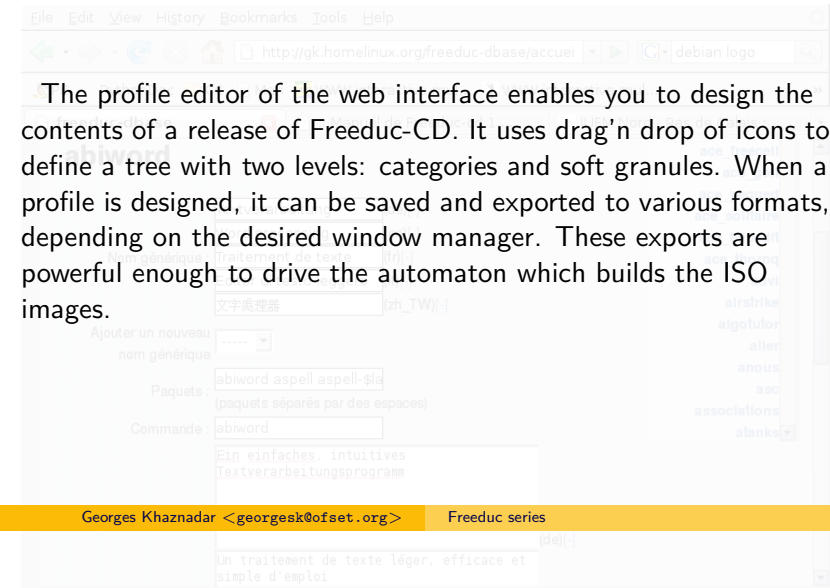 File Edit View History Bookmarks Tools Help
http://gk.homelinux.org/freeduc-dbase/accuei
debian logo
The profile editor of the web interface enables you to design the
contents of a release of Freeduc-CD. It uses drag'n drop of icons to
abiword
define a tree with two levels: categories and soft granules. When a
profile is designed, it can be saved and exported to various formats,
depending on the desired window manager. These exports are
Nom générique : Traitement de texte (fr)[-]
powerful enough to drive the automaton which builds the ISO
images.
文字處理器 (zh_TW)[-]
airstrike
algotutor
Ajouter un nouveau
nom générique
-----
alier
anous
Paquets : abiword aspell aspell-$la
(paquets séparés par des espaces)
asc
associations
Commande : abiword
atanks
Ein einfaches, intuitives
Textverarbeitungsprogramm
Georges Khaznadar <georgesk@ofset.org> Freeduc series
(de)[-]
Un traitement de texte léger, efficace et
simple d'emploi